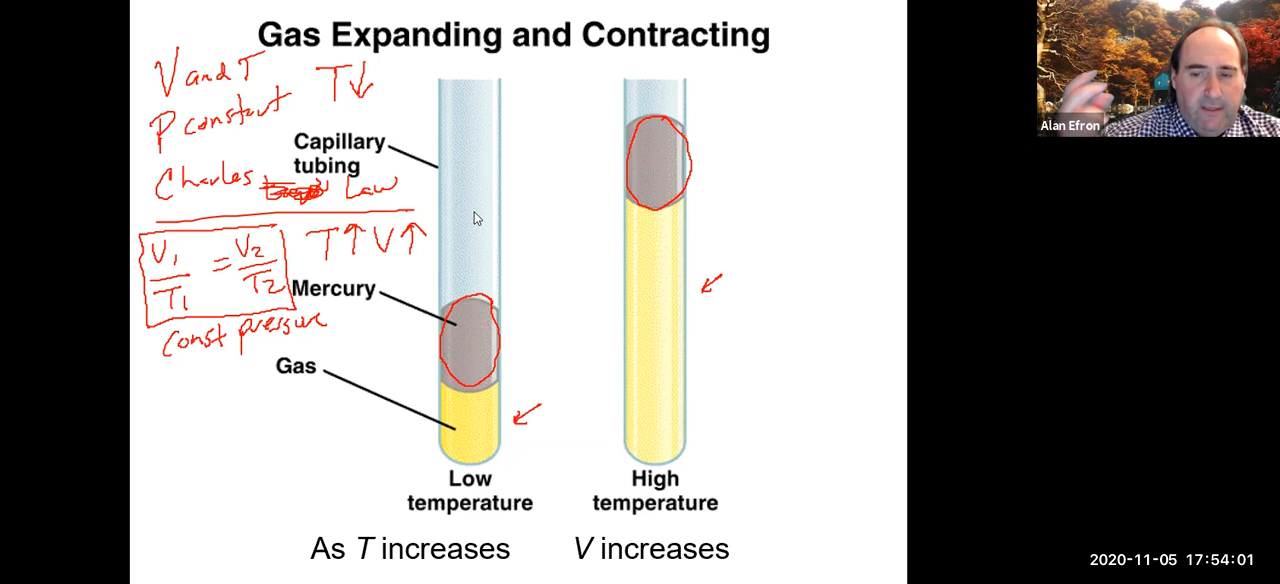 Gas Expanding and Contracting
V and T
T↓
P constant
Capillary
tubing
Charles Law
V1/T1 = V2/T2
T↑ V↑
Const pressure
Mercury
Gas
Low
temperature
High
temperature
As T increases
V increases
Alan Efron
2020-11-05 17:54:01